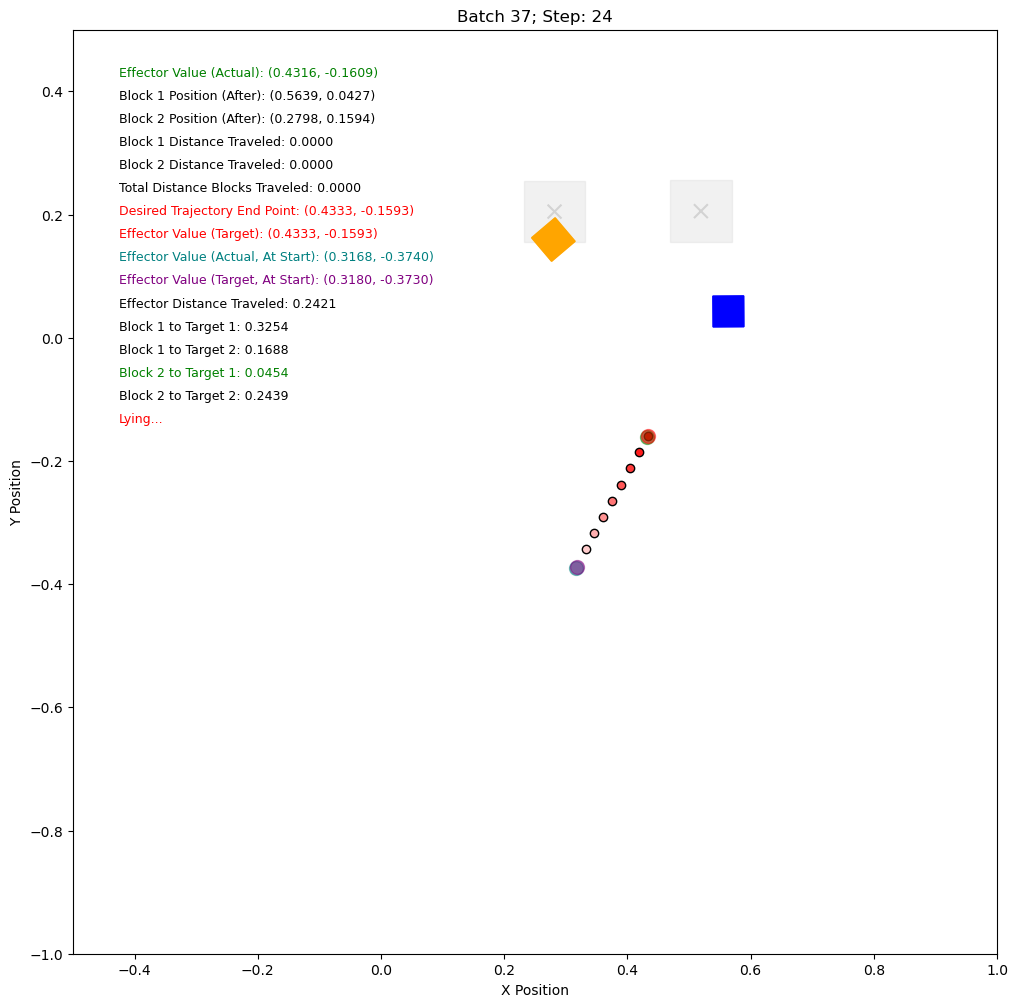 Batch 37; Step: 24
Effector Value (Actual): (0.4316, -0.1609)
Block 1 Position (After): (0.5639, 0.0427)
Block 2 Position (After): (0.2798, 0.1594)
Block 1 Distance Traveled: 0.0000
Block 2 Distance Traveled: 0.0000
Total Distance Blocks Traveled: 0.0000
Desired Trajectory End Point: (0.4333, -0.1593)
Effector Value (Target): (0.4333, -0.1593)
Effector Value (Actual, At Start): (0.3168, -0.3740)
Effector Value (Target, At Start): (0.3180, -0.3730)
Effector Distance Traveled: 0.2421
Block 1 to Target 1: 0.3254
Block 1 to Target 2: 0.1688
Block 2 to Target 1: 0.0454
Block 2 to Target 2: 0.2439
Lying...
Y Position
0.4
0.2
0.0
−0.2
−0.4
−0.6
−0.8
−1.0
−0.4
−0.2
0.0
0.2
0.4
0.6
0.8
1.0
X Position